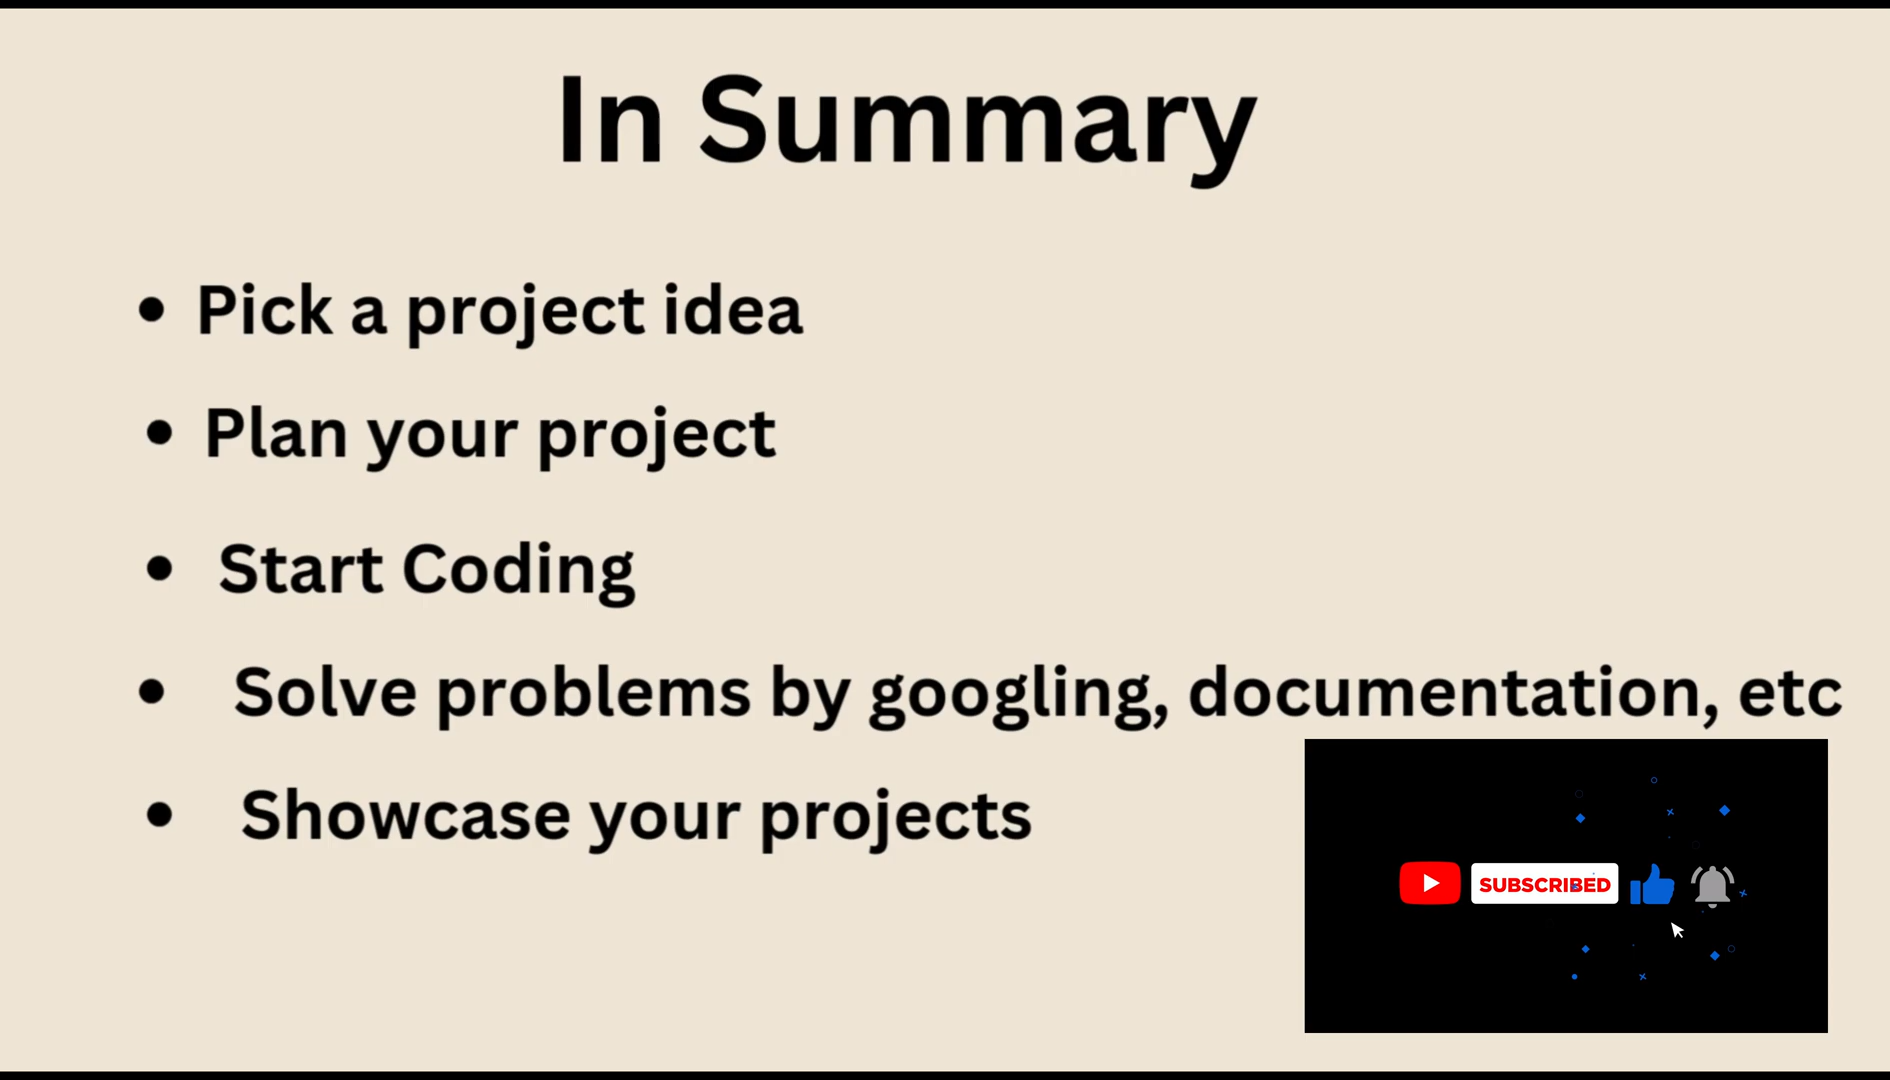 In Summary
Pick a project idea
Plan your project
Start Coding
Solve problems by googling, documentation, etc
Showcase your projects
SUBSCRIBED